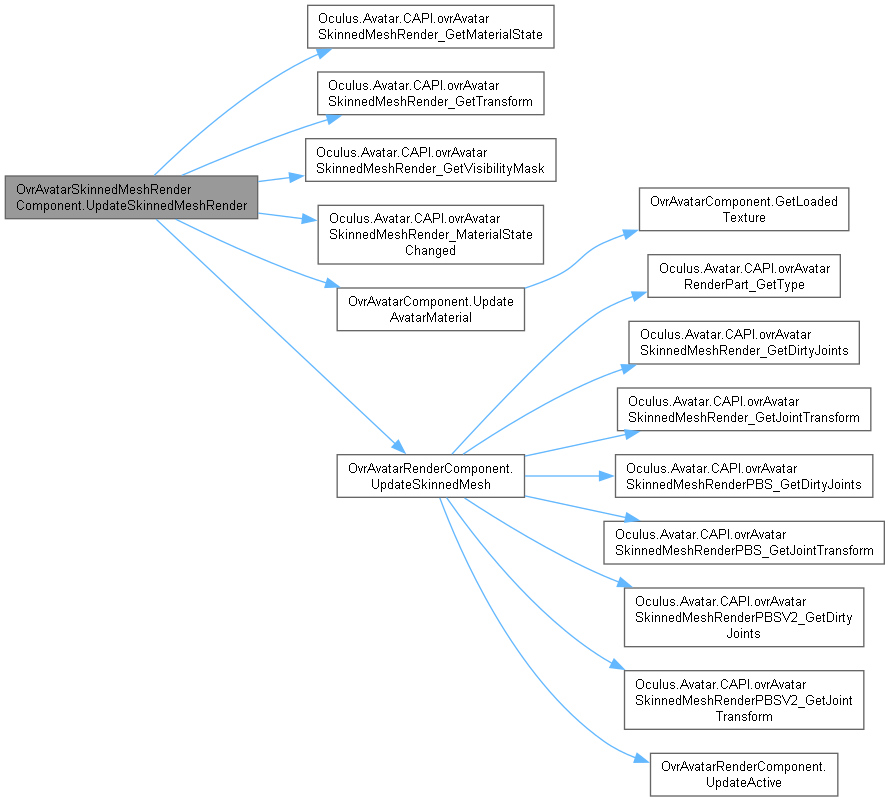 Oculus.Avatar.CAPI.ovrAvatar
SkinnedMeshRender_GetMaterialState
Oculus.Avatar.CAPI.ovrAvatar
SkinnedMeshRender_GetTransform
Oculus.Avatar.CAPI.ovrAvatar
SkinnedMeshRender_GetVisibilityMask
OvrAvatarSkinnedMeshRender
Component.UpdateSkinnedMeshRender
Oculus.Avatar.CAPI.ovrAvatar
SkinnedMeshRender_MaterialState
Changed
OvrAvatarComponent.Update
AvatarMaterial
OvrAvatarRenderComponent.
UpdateSkinnedMesh
OvrAvatarComponent.GetLoaded
Texture
Oculus.Avatar.CAPI.ovrAvatar
RenderPart_GetType
Oculus.Avatar.CAPI.ovrAvatar
SkinnedMeshRender_GetDirtyJoints
Oculus.Avatar.CAPI.ovrAvatar
SkinnedMeshRender_GetJointTransform
Oculus.Avatar.CAPI.ovrAvatar
SkinnedMeshRenderPBS_GetDirtyJoints
Oculus.Avatar.CAPI.ovrAvatar
SkinnedMeshRenderPBS_GetJointTransform
Oculus.Avatar.CAPI.ovrAvatar
SkinnedMeshRenderPBSV2_GetDirty
Joints
Oculus.Avatar.CAPI.ovrAvatar
SkinnedMeshRenderPBSV2_GetJoint
Transform
OvrAvatarRenderComponent.
UpdateActive